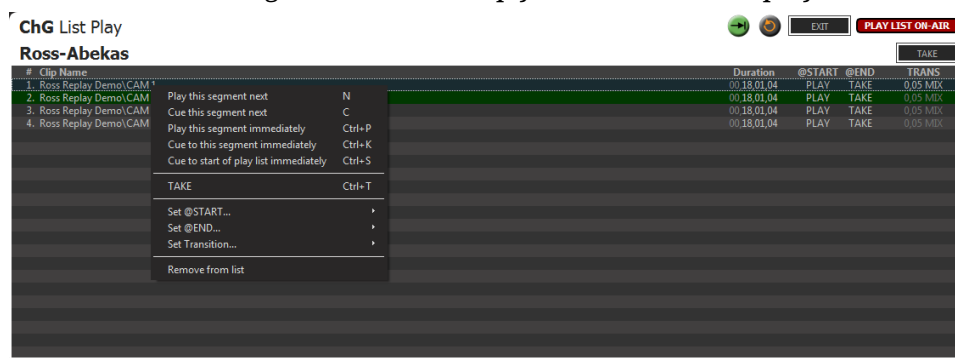 ChG List Play EXIT PLAY LIST ON-AIR
Ross-Abekas TAKE
# Clip Name Duration @START @END TRANS
1. Ross Replay Demo\CAM 1 00,18,01,04 PLAY TAKE 0,05 MIX
2. Ross Replay Demo\CAM 00,18,01,04 PLAY TAKE 0,05 MIX
3. Ross Replay Demo\CAM 00,18,01,04 PLAY TAKE 0,05 MIX
4. Ross Replay Demo\CAM 00,18,01,04 PLAY TAKE 0,05 MIX
Play this segment next N
Cue this segment next C
Play this segment immediately Ctrl+P
Cue to this segment immediately Ctrl+K
Cue to start of play list immediately Ctrl+S
TAKE Ctrl+T
Set @START...
Set @END...
Set Transition...
Remove from list